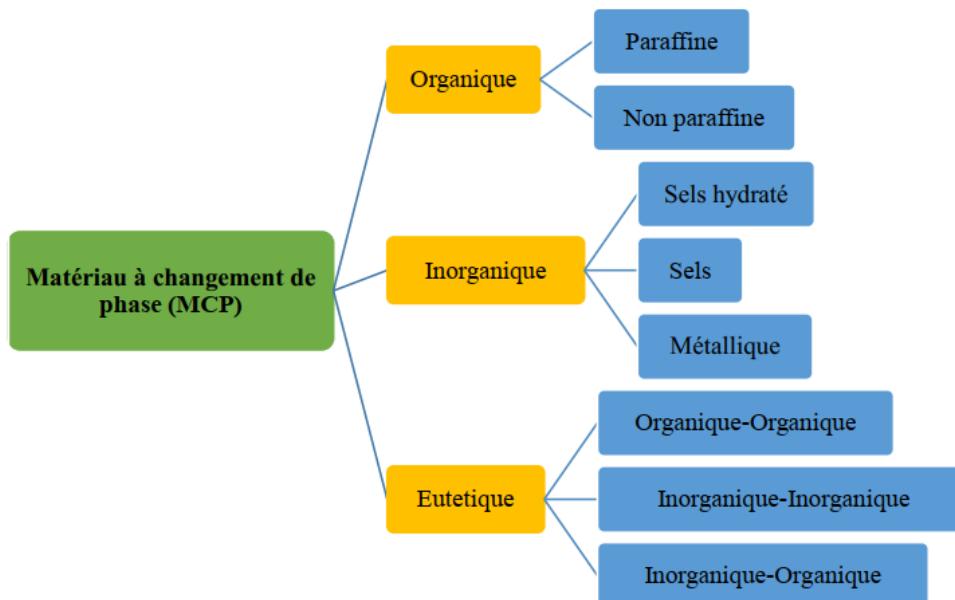 Matériau à changement de
phase (MCP)
Organique
Paraffine
Non paraffine
Inorganique
Sels hydraté
Sels
Métallique
Eutetique
Organique-Organique
Inorganique-Inorganique
Inorganique-Organique